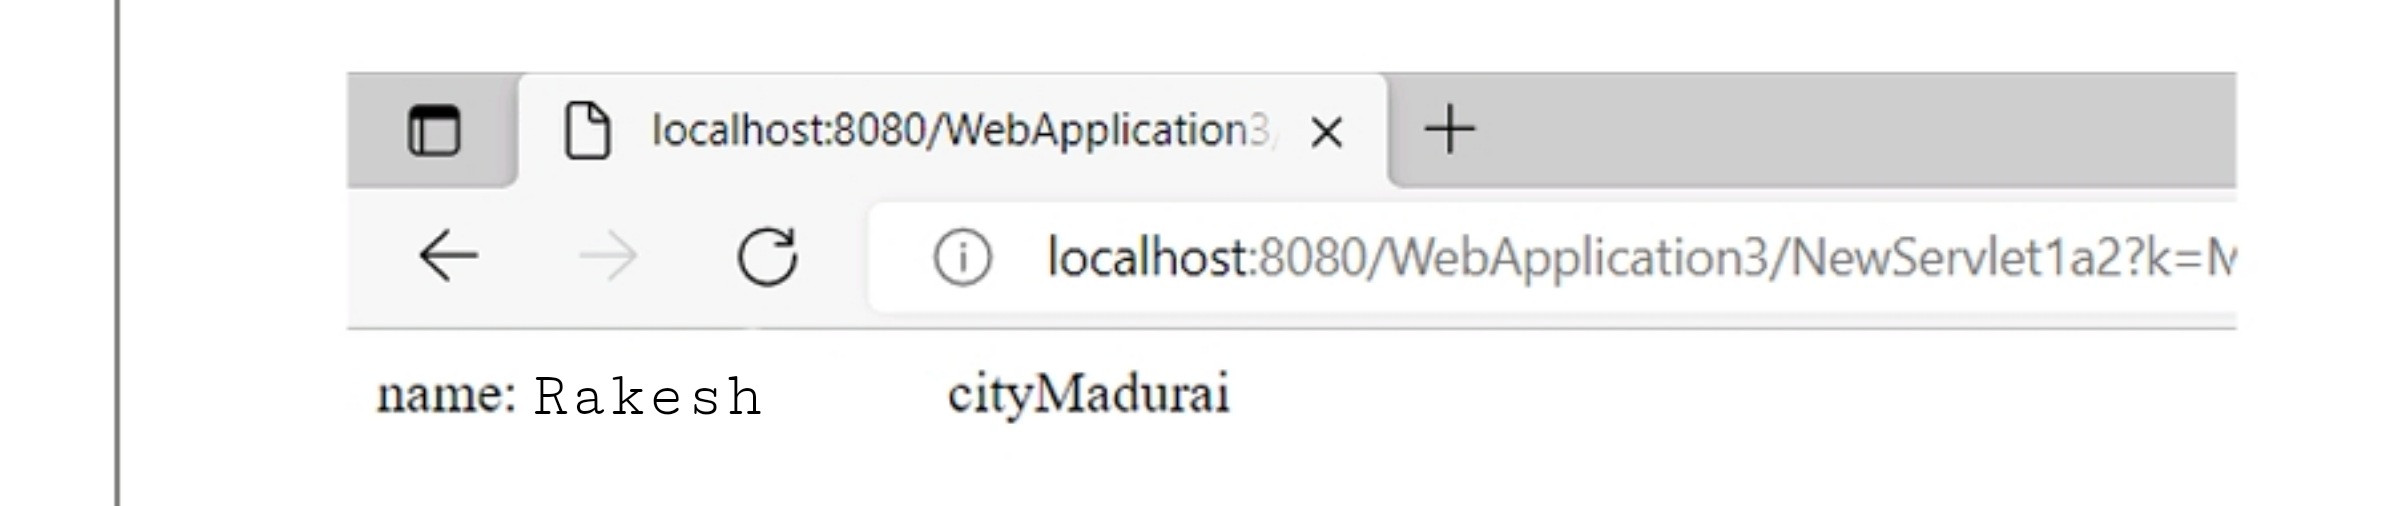 localhost:8080/WebApplication3/
localhost:8080/WebApplication3/NewServlet1a2?k=M
name: Rakesh cityMadurai